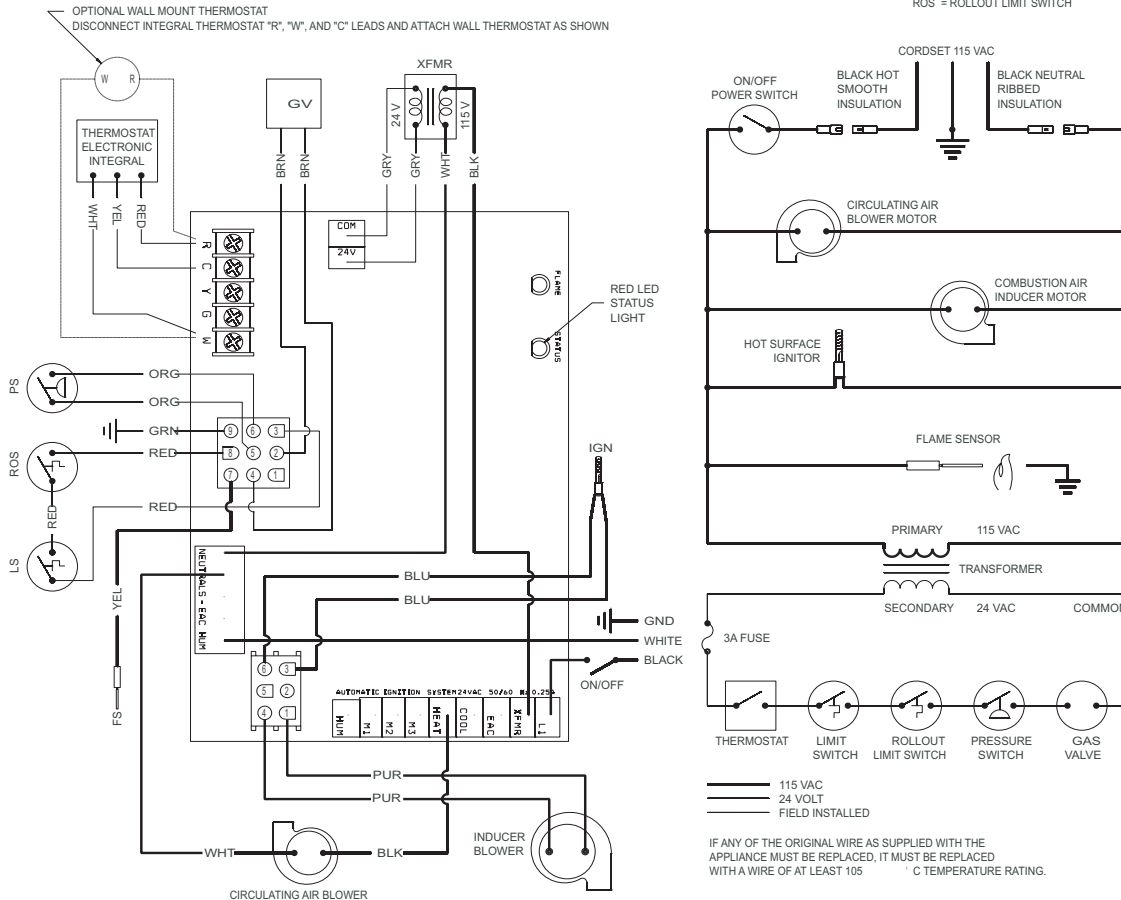 OPTIONAL WALL MOUNT THERMOSTAT
DISCONNECT INTEGRAL THERMOSTAT "R", "W", AND "C" LEADS AND ATTACH WALL THERMOSTAT AS SHOWN
W R
THERMOSTAT
ELECTRONIC
INTEGRAL
WHT
YEL
RED
GV
BRN
BRN
XFMR
24 V
115 V
GRY
GRY
WHT
BLK
COM
24V
R
C
Y
G
W
FLAME
STATUS
RED LED
STATUS
LIGHT
PS
ORG
ORG
GRN
RED
ROS
RED
RED
LS
9 6 3
8 5 2
7 4 1
YEL
FS
IGN
NEUTRALS - EAC HUM
BLU
BLU
GND
WHITE
BLACK
ON/OFF
6 3
5 2
4 1
AUTOMATIC IGNITION SYSTEM 24VAC 50/60 Hz 0.25A
HUM
M1
M2
M3
HEAT
COOL
EAC
XFMR
L1
PUR
PUR
WHT
BLK
CIRCULATING AIR BLOWER
INDUCER
BLOWER
ROS = ROLLOUT LIMIT SWITCH
CORDSET 115 VAC
ON/OFF
POWER SWITCH
BLACK HOT
SMOOTH
INSULATION
BLACK NEUTRAL
RIBBED
INSULATION
CIRCULATING AIR
BLOWER MOTOR
COMBUSTION AIR
INDUCER MOTOR
HOT SURFACE
IGNITOR
FLAME SENSOR
PRIMARY 115 VAC
TRANSFORMER
SECONDARY 24 VAC COMMON
3A FUSE
THERMOSTAT
LIMIT
SWITCH
ROLLOUT
LIMIT SWITCH
PRESSURE
SWITCH
GAS
VALVE
115 VAC
24 VOLT
FIELD INSTALLED
IF ANY OF THE ORIGINAL WIRE AS SUPPLIED WITH THE
APPLIANCE MUST BE REPLACED, IT MUST BE REPLACED
WITH A WIRE OF AT LEAST 105 ' C TEMPERATURE RATING.